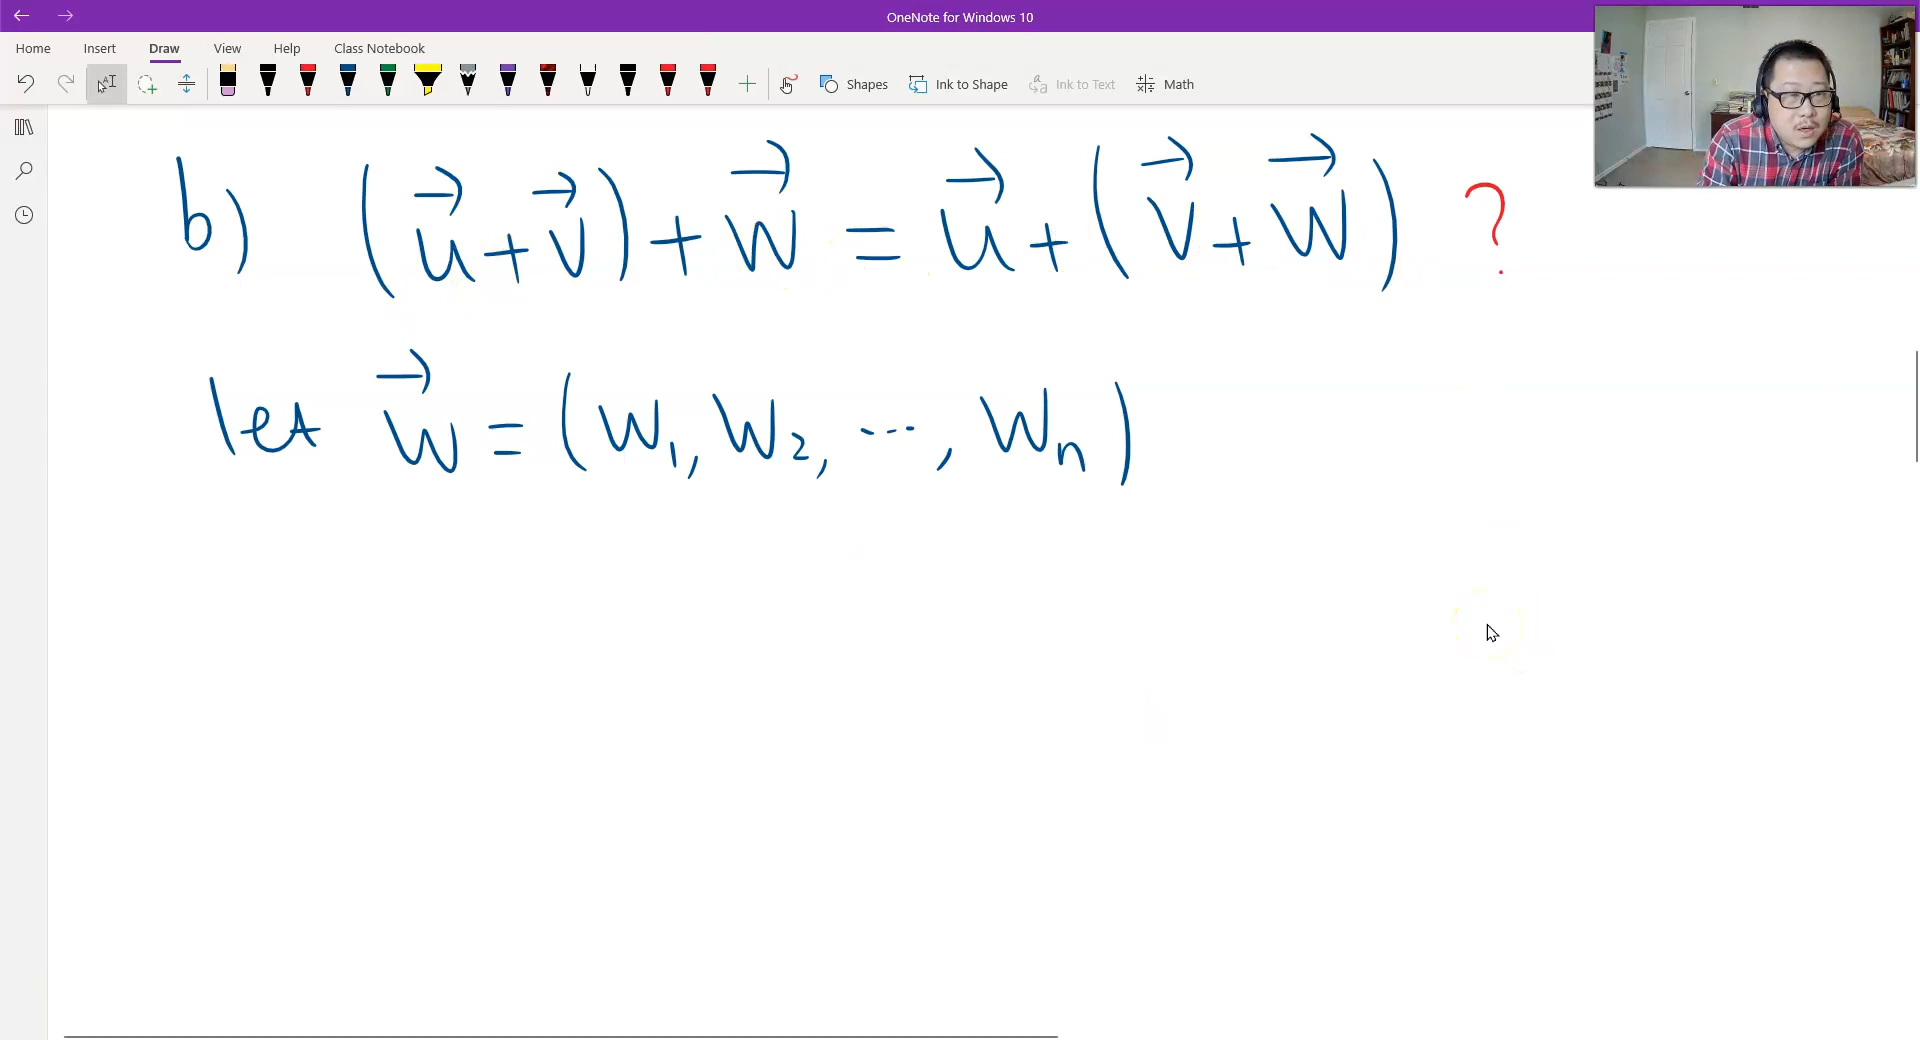 OneNote for Windows 10
Home Insert Draw View Help Class Notebook
Shapes Ink to Shape Ink to Text Math
b) (u⃗ + v⃗) + w⃗ = u⃗ + (v⃗ + w⃗) ?
let w⃗ = (w₁, w₂, ..., wₙ)